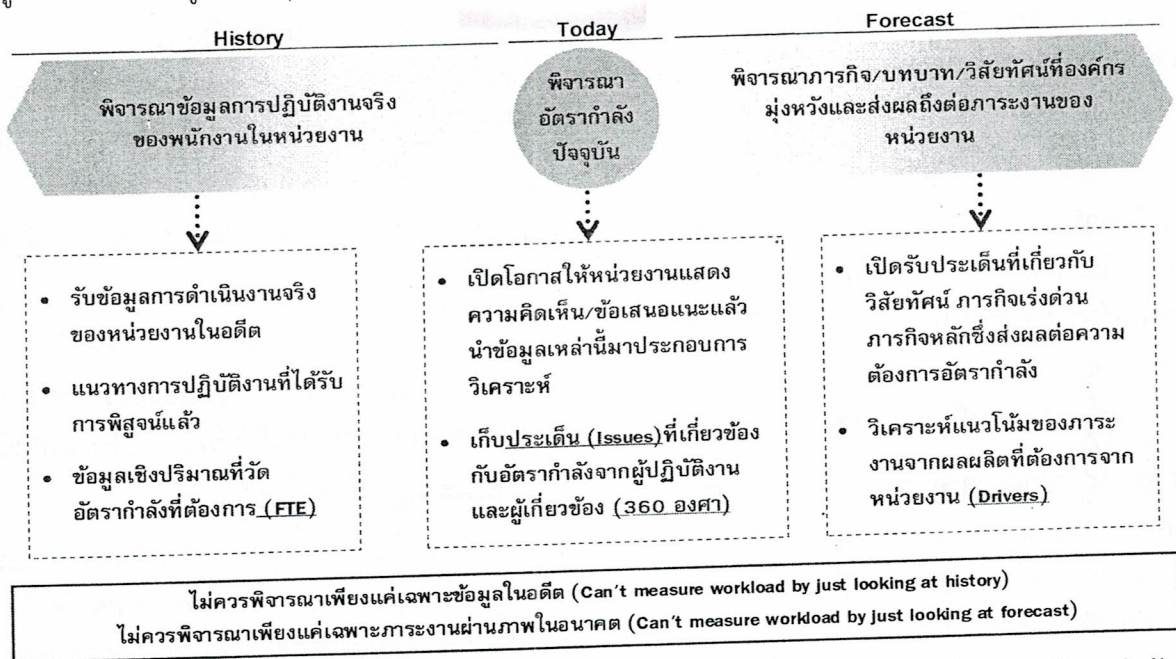 History
Today
Forecast
พิจารณาข้อมูลการปฏิบัติงานจริง
ของพนักงานในหน่วยงาน
พิจารณา
อัตรากำลัง
ปัจจุบัน
พิจารณาภารกิจ/บทบาท/วิสัยทัศน์ที่องค์กร
มุ่งหวังและส่งผลถึงต่อภาระงานของ
หน่วยงาน
• รับข้อมูลการดำเนินงานจริง
ของหน่วยงานในอดีต
• แนวทางการปฏิบัติงานที่ได้รับ
การพิสูจน์แล้ว
• ข้อมูลเชิงปริมาณที่วัด
อัตรากำลังที่ต้องการ (FTE)
• เปิดโอกาสให้หน่วยงานแสดง
ความคิดเห็น/ข้อเสนอแนะแล้ว
นำข้อมูลเหล่านี้มาประกอบการ
วิเคราะห์
• เก็บประเด็น (Issues)ที่เกี่ยวข้อง
กับอัตรากำลังจากผู้ปฏิบัติงาน
และผู้เกี่ยวข้อง (360 องศา)
• เปิดรับประเด็นที่เกี่ยวกับ
วิสัยทัศน์ ภารกิจเร่งด่วน
ภารกิจหลักซึ่งส่งผลต่อความ
ต้องการอัตรากำลัง
• วิเคราะห์แนวโน้มของภาระ
งานจากผลผลิตที่ต้องการจาก
หน่วยงาน (Drivers)
ไม่ควรพิจารณาเพียงแค่เฉพาะข้อมูลในอดีต (Can't measure workload by just looking at history)
ไม่ควรพิจารณาเพียงแค่เฉพาะภาระงานผ่านภาพในอนาคต (Can't measure workload by just looking at forecast)